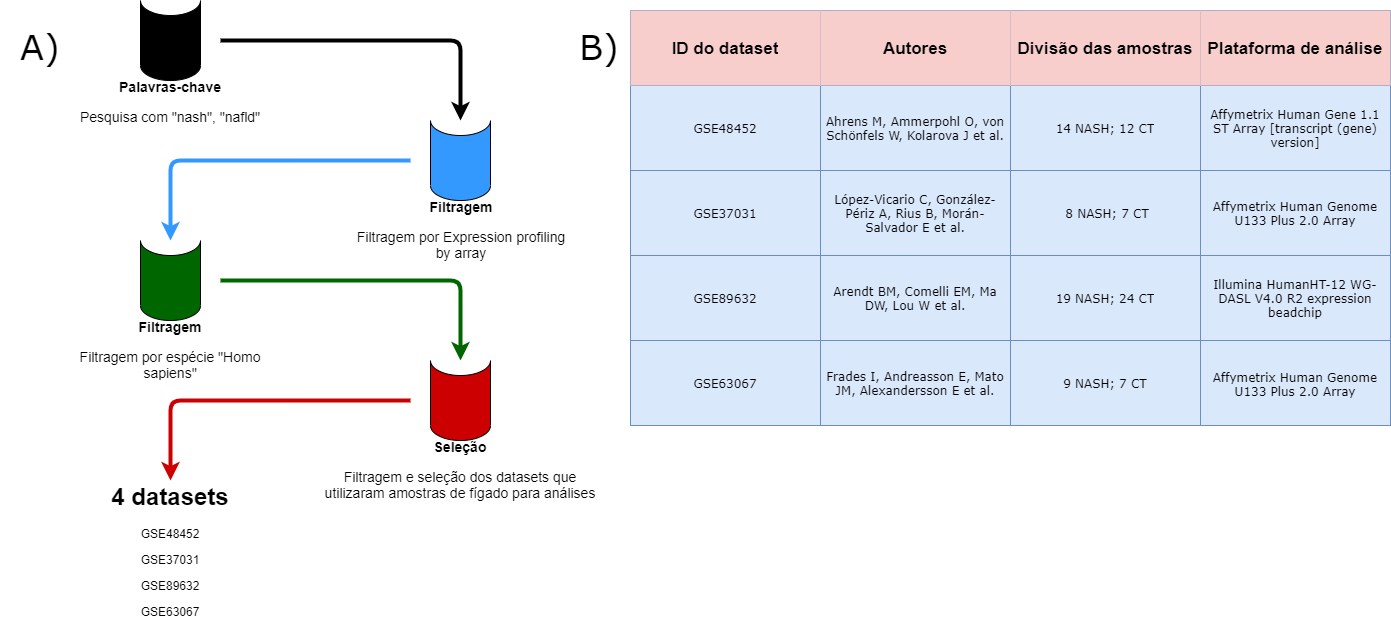 A)
Palavras-chave
Pesquisa com "nash", "nafld"
Filtragem
Filtragem por Expression profiling
by array
Filtragem
Filtragem por espécie "Homo
sapiens"
Seleção
Filtragem e seleção dos datasets que
utilizaram amostras de fígado para análises
4 datasets
GSE48452
GSE37031
GSE89632
GSE63067
B)
ID do dataset
Autores
Divisão das amostras
Plataforma de análise
GSE48452
Ahrens M, Ammerpohl O, von
Schönfels W, Kolarova J et al.
14 NASH; 12 CT
Affymetrix Human Gene 1.1
ST Array [transcript (gene)
version]
GSE37031
López-Vicario C, González-
Périz A, Rius B, Morán-
Salvador E et al.
8 NASH; 7 CT
Affymetrix Human Genome
U133 Plus 2.0 Array
GSE89632
Arendt BM, Comelli EM, Ma
DW, Lou W et al.
19 NASH; 24 CT
Illumina HumanHT-12 WG-
DASL V4.0 R2 expression
beadchip
GSE63067
Frades I, Andreasson E, Mato
JM, Alexandersson E et al.
9 NASH; 7 CT
Affymetrix Human Genome
U133 Plus 2.0 Array